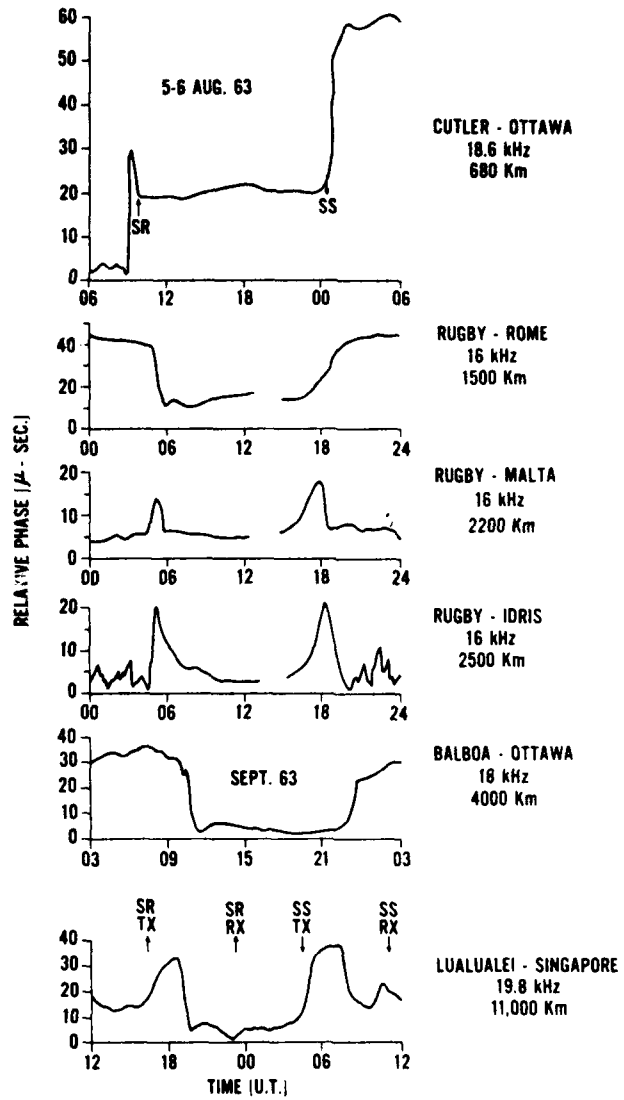 60
50
40
30
20
10
0
5-6 AUG. 63
SR
SS
06 12 18 00 06
CUTLER - OTTAWA
18.6 kHz
680 Km
40
20
0
00 06 12 18 24
RUGBY - ROME
16 kHz
1500 Km
20
10
0
00 06 12 18 24
RUGBY - MALTA
16 kHz
2200 Km
RELATIVE PHASE (μ - SEC.)
20
10
0
00 06 12 18 24
RUGBY - IDRIS
16 kHz
2500 Km
40
30
20
10
0
SEPT. 63
03 09 15 21 03
BALBOA - OTTAWA
18 kHz
4000 Km
SR TX
SR RX
SS TX
SS RX
40
30
20
10
0
12 18 00 06 12
TIME (U.T.)
LUALUALEI - SINGAPORE
19.8 kHz
11,000 Km